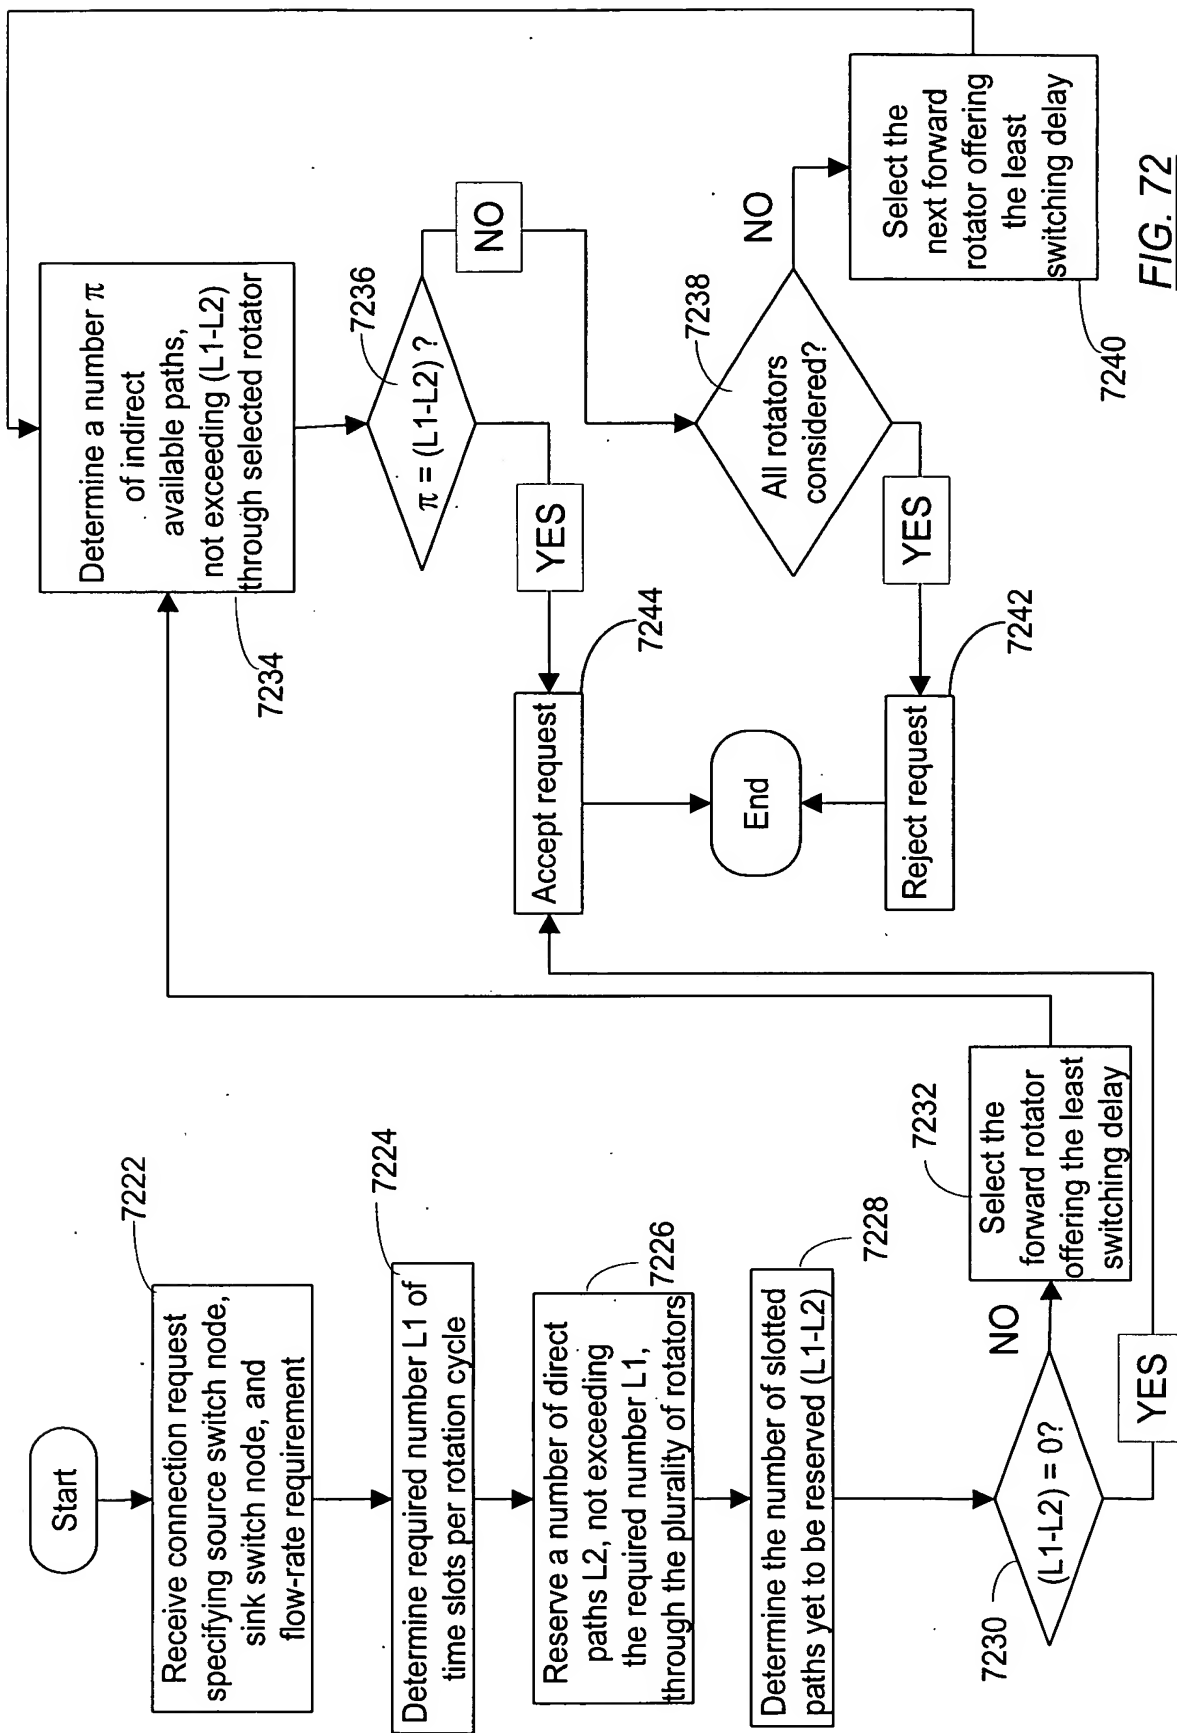 Start
Receive connection request
specifying source switch node,
sink switch node, and
flow-rate requirement
7222
Determine required number L1 of
time slots per rotation cycle
7224
Reserve a number of direct
paths L2, not exceeding
the required number L1,
through the plurality of rotators
7226
Determine the number of slotted
paths yet to be reserved (L1-L2)
7228
(L1-L2) = 0?
7230
NO
YES
Select the
forward rotator
offering the least
switching delay
7232
Determine a number π
of indirect
available paths,
not exceeding (L1-L2)
through selected rotator
7234
π = (L1-L2) ?
7236
NO
YES
Accept request
7244
End
All rotators
considered?
7238
NO
YES
Reject request
7242
Select the
next forward
rotator offering
the least
switching delay
7240
FIG. 72